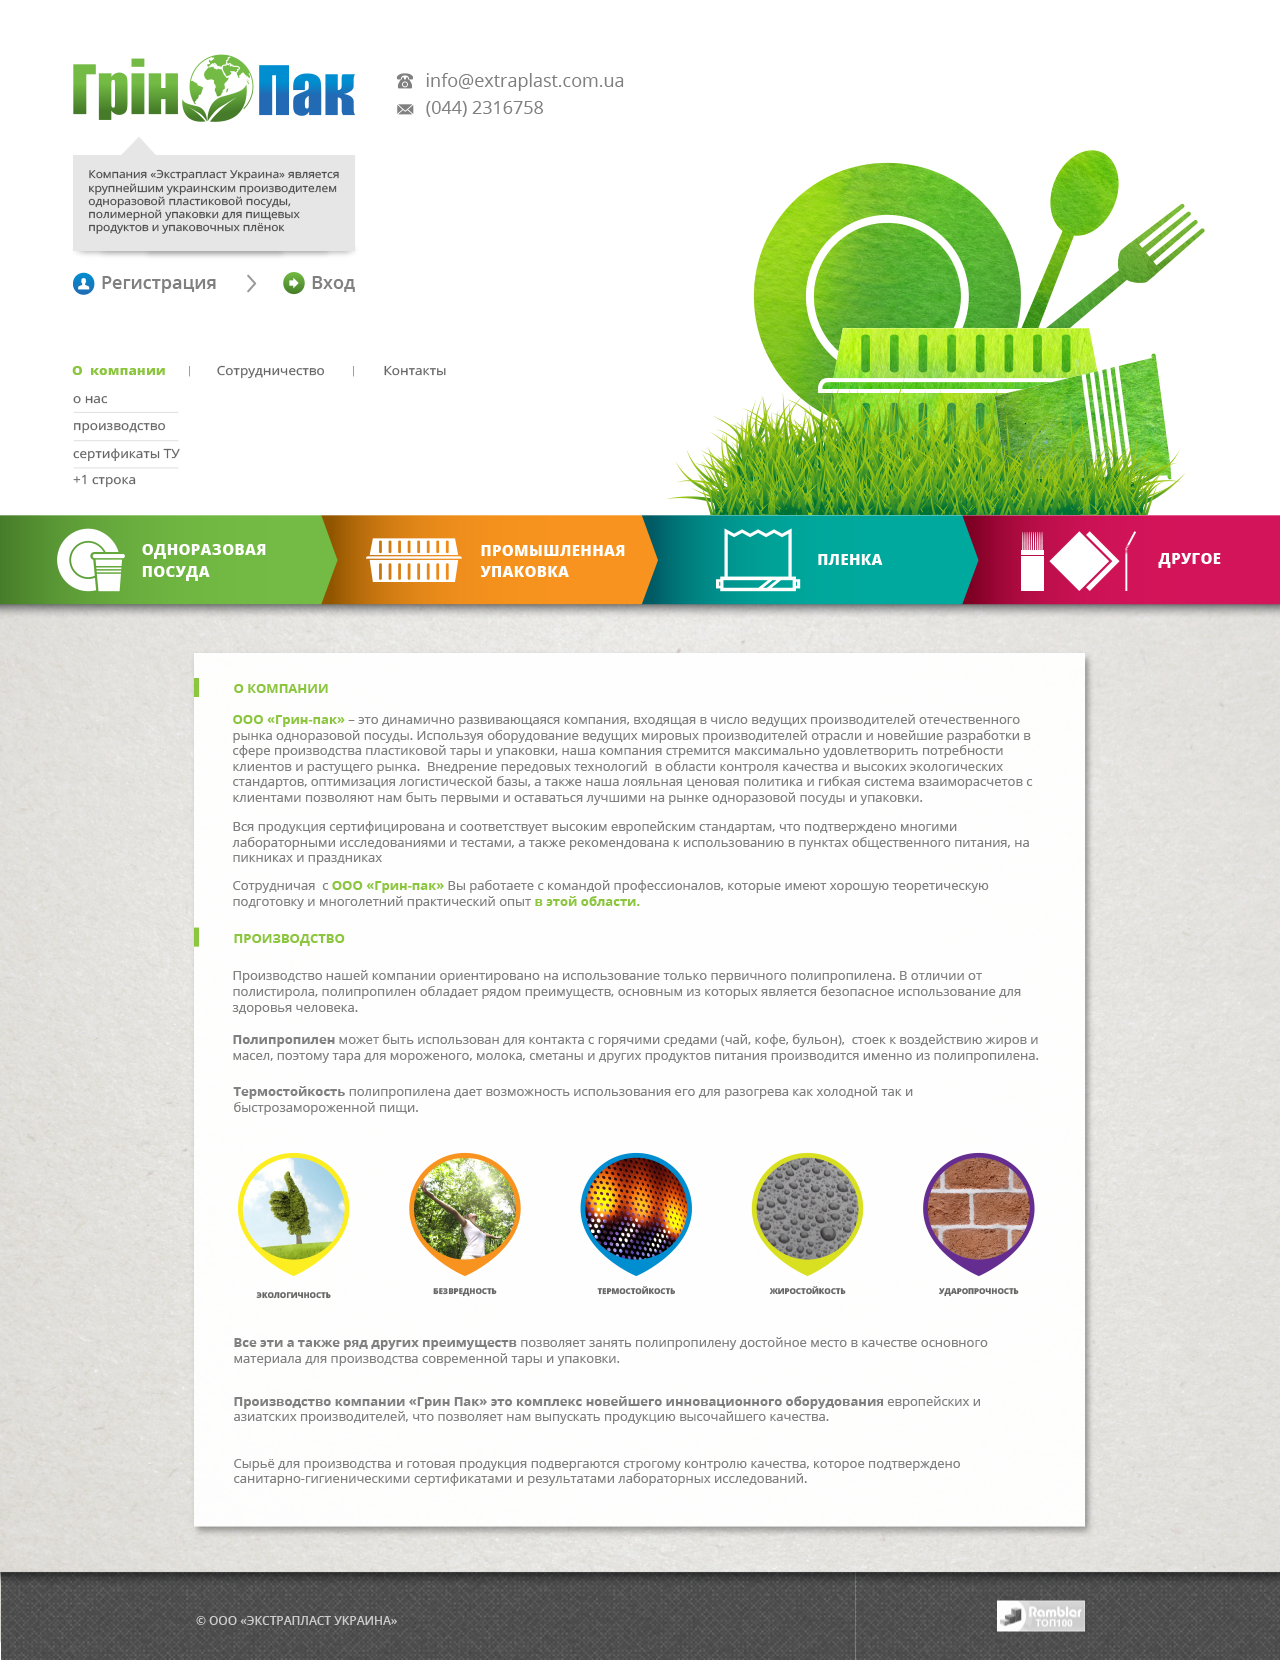 Грін Пак
info@extraplast.com.ua
(044) 2316758
Компания «Экстрапласт Украина» является
крупнейшим украинским производителем
одноразовой пластиковой посуды,
полимерной упаковки для пищевых
продуктов и упаковочных плёнок
Регистрация
Вход
О компании
Сотрудничество
Контакты
о нас
производство
сертификаты ТУ
+1 строка
ОДНОРАЗОВАЯ
ПОСУДА
ПРОМЫШЛЕННАЯ
УПАКОВКА
ПЛЕНКА
ДРУГОЕ
О КОМПАНИИ
ООО «Грин-пак» – это динамично развивающаяся компания, входящая в число ведущих производителей отечественного
рынка одноразовой посуды. Используя оборудование ведущих мировых производителей отрасли и новейшие разработки в
сфере производства пластиковой тары и упаковки, наша компания стремится максимально удовлетворить потребности
клиентов и растущего рынка.  Внедрение передовых технологий  в области контроля качества и высоких экологических
стандартов, оптимизация логистической базы, а также наша лояльная ценовая политика и гибкая система взаиморасчетов с
клиентами позволяют нам быть первыми и оставаться лучшими на рынке одноразовой посуды и упаковки.
Вся продукция сертифицирована и соответствует высоким европейским стандартам, что подтверждено многими
лабораторными исследованиями и тестами, а также рекомендована к использованию в пунктах общественного питания, на
пикниках и праздниках
Сотрудничая  с ООО «Грин-пак» Вы работаете с командой профессионалов, которые имеют хорошую теоретическую
подготовку и многолетний практический опыт в этой области.
ПРОИЗВОДСТВО
Производство нашей компании ориентировано на использование только первичного полипропилена. В отличии от
полистирола, полипропилен обладает рядом преимуществ, основным из которых является безопасное использование для
здоровья человека.
Полипропилен может быть использован для контакта с горячими средами (чай, кофе, бульон),  стоек к воздействию жиров и
масел, поэтому тара для мороженого, молока, сметаны и других продуктов питания производится именно из полипропилена.
Термостойкость полипропилена дает возможность использования его для разогрева как холодной так и
быстрозамороженной пищи.
ЭКОЛОГИЧНОСТЬ
БЕЗВРЕДНОСТЬ
ТЕРМОСТОЙКОСТЬ
ЖИРОСТОЙКОСТЬ
УДАРОПРОЧНОСТЬ
Все эти а также ряд других преимуществ позволяет занять полипропилену достойное место в качестве основного
материала для производства современной тары и упаковки.
Производство компании «Грин Пак» это комплекс новейшего инновационного оборудования европейских и
азиатских производителей, что позволяет нам выпускать продукцию высочайшего качества.
Сырьё для производства и готовая продукция подвергаются строгому контролю качества, которое подтверждено
санитарно-гигиеническими сертификатами и результатами лабораторных исследований.
© ООО «ЭКСТРАПЛАСТ УКРАИНА»
Rambler
ТОП100